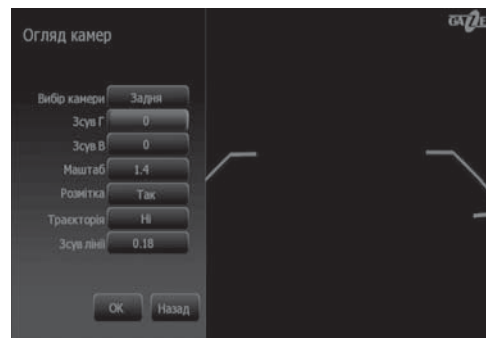 Огляд камер
GAZE
Вибір камери Задня
Зсув Г 0
Зсув В 0
Маштаб 1.4
Розмітка Так
Траєкторія Ні
Зсув лінії 0.18
ОК Назад